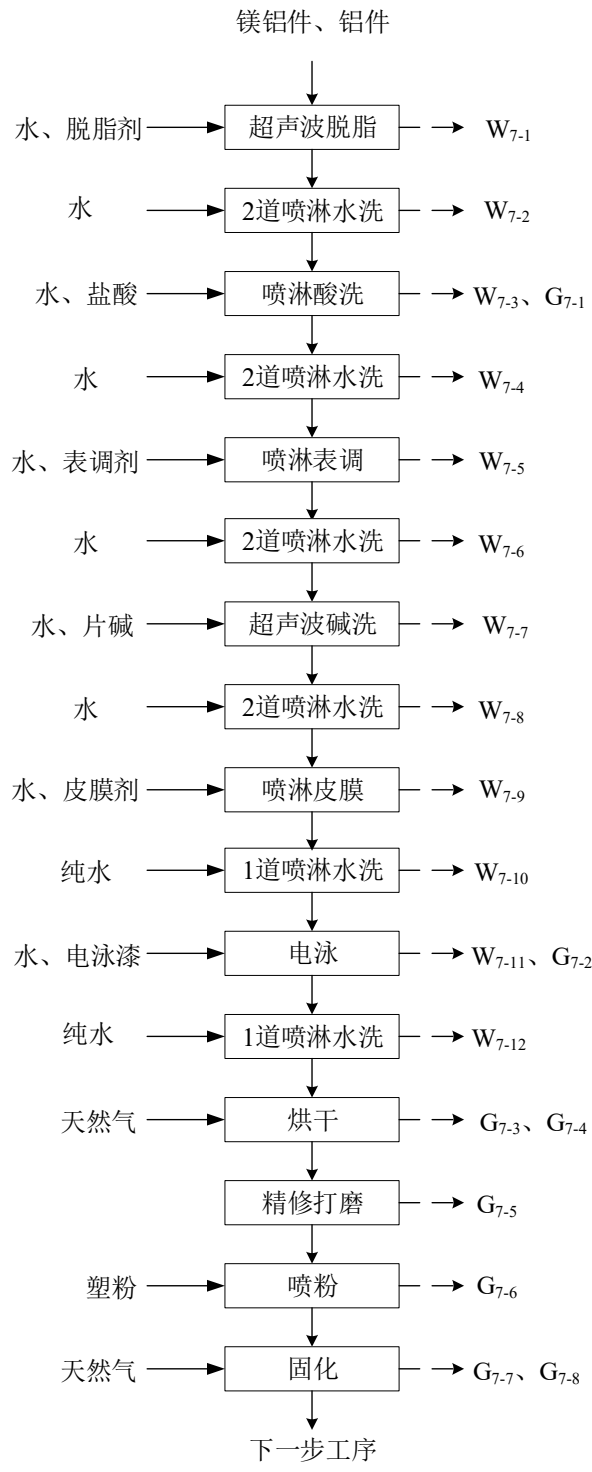 镁铝件、铝件
水、脱脂剂 超声波脱脂 W7-1
水 2道喷淋水洗 W7-2
水、盐酸 喷淋酸洗 W7-3、G7-1
水 2道喷淋水洗 W7-4
水、表调剂 喷淋表调 W7-5
水 2道喷淋水洗 W7-6
水、片碱 超声波碱洗 W7-7
水 2道喷淋水洗 W7-8
水、皮膜剂 喷淋皮膜 W7-9
纯水 1道喷淋水洗 W7-10
水、电泳漆 电泳 W7-11、G7-2
纯水 1道喷淋水洗 W7-12
天然气 烘干 G7-3、G7-4
精修打磨 G7-5
塑粉 喷粉 G7-6
天然气 固化 G7-7、G7-8
下一步工序